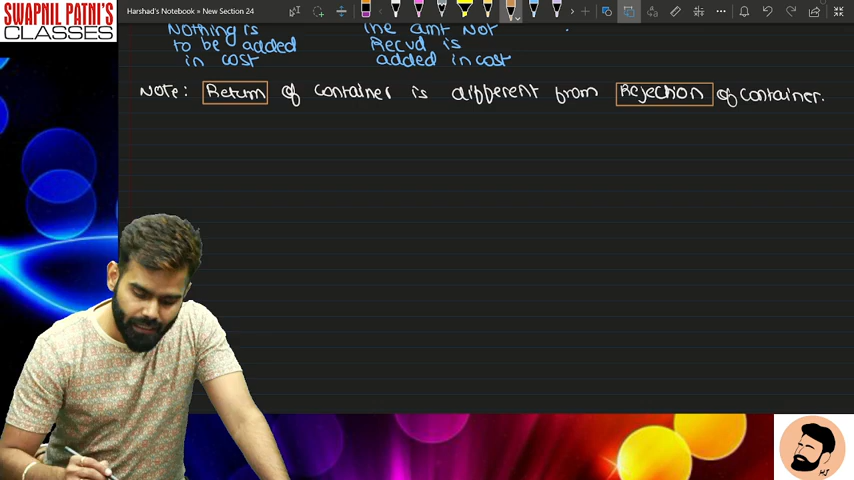 SWAPNIL PATNI'S
CLASSES
Harshad's Notebook » New Section 24
Nothing is
to be added
in cost
The amt Not
Recvd is
added in cost
Note: Return of container is different from Rejection of container.
HJ